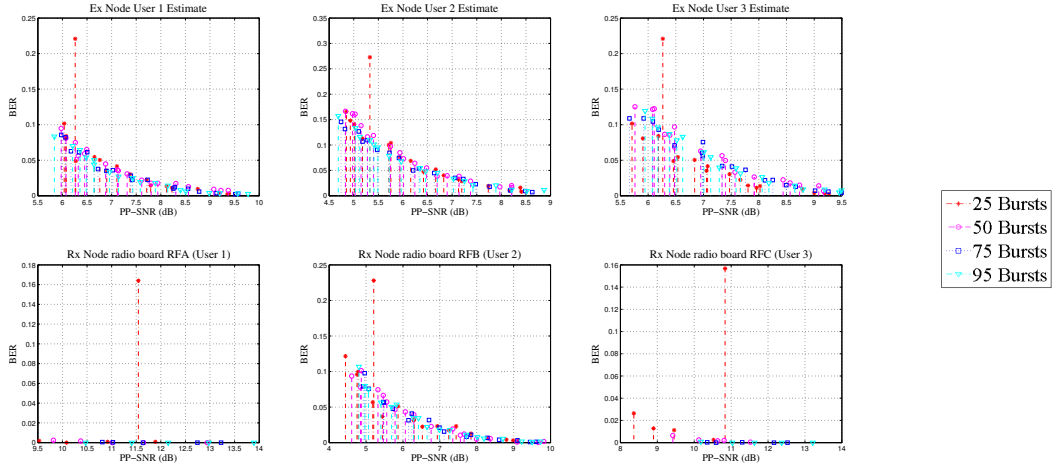 Ex Node User 1 Estimate
0.25
0.2
0.15
0.1
0.05
0
5.5 6 6.5 7 7.5 8 8.5 9 9.5 10
BER
PP−SNR (dB)
Ex Node User 2 Estimate
0.35
0.3
0.25
0.2
0.15
0.1
0.05
0
4.5 5 5.5 6 6.5 7 7.5 8 8.5 9
BER
PP−SNR (dB)
Ex Node User 3 Estimate
0.25
0.2
0.15
0.1
0.05
0
5.5 6 6.5 7 7.5 8 8.5 9 9.5
BER
PP−SNR (dB)
25 Bursts
50 Bursts
75 Bursts
95 Bursts
Rx Node radio board RFA (User 1)
0.18
0.16
0.14
0.12
0.1
0.08
0.06
0.04
0.02
0
9.5 10 10.5 11 11.5 12 12.5 13 13.5 14
BER
PP−SNR (dB)
Rx Node radio board RFB (User 2)
0.25
0.2
0.15
0.1
0.05
0
4 5 6 7 8 9 10
BER
PP−SNR (dB)
Rx Node radio board RFC (User 3)
0.16
0.14
0.12
0.1
0.08
0.06
0.04
0.02
0
8 9 10 11 12 13 14
BER
PP−SNR (dB)